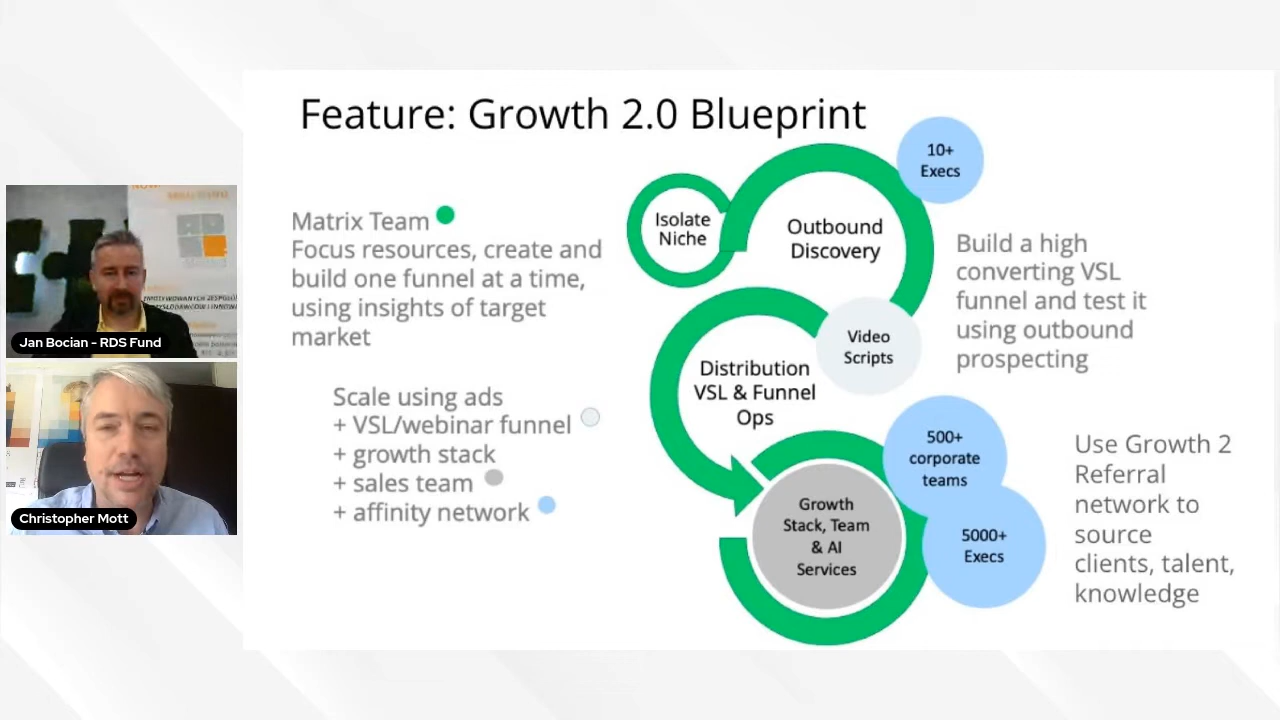 Feature: Growth 2.0 Blueprint
Matrix Team
Focus resources, create and
build one funnel at a time,
using insights of target
market
Scale using ads
+ VSL/webinar funnel
+ growth stack
+ sales team
+ affinity network
Isolate
Niche
Outbound
Discovery
10+
Execs
Build a high
converting VSL
funnel and test it
using outbound
prospecting
Video
Scripts
Distribution
VSL & Funnel
Ops
500+
corporate
teams
5000+
Execs
Growth
Stack, Team
& AI
Services
Use Growth 2
Referral
network to
source
clients, talent,
knowledge
Jan Bocian - RDS Fund
Christopher Mott